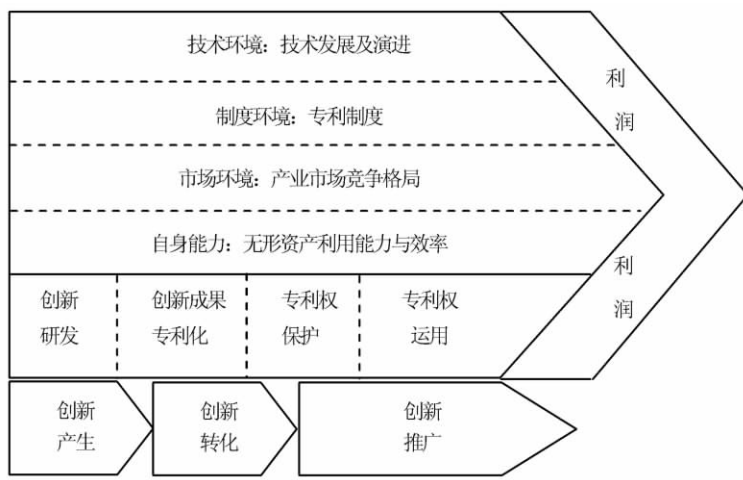 技术环境：技术发展及演进
制度环境：专利制度
市场环境：产业市场竞争格局
自身能力：无形资产利用能力与效率
利
润
利
润
创新
研发
创新成果
专利化
专利权
保护
专利权
运用
创新
产生
创新
转化
创新
推广